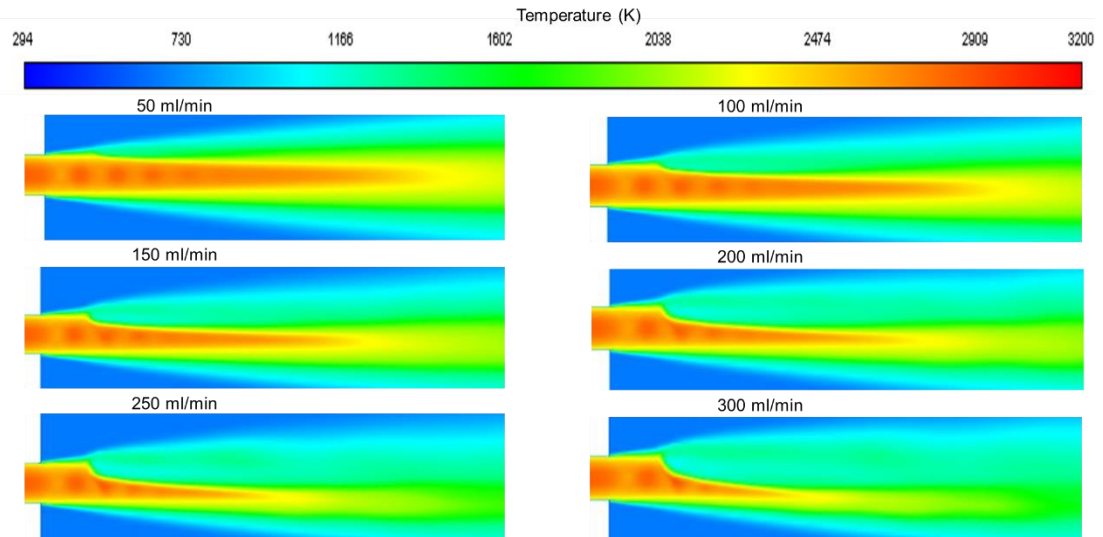 Temperature (K)
294 730 1166 1602 2038 2474 2909 3200
50 ml/min 100 ml/min
150 ml/min 200 ml/min
250 ml/min 300 ml/min